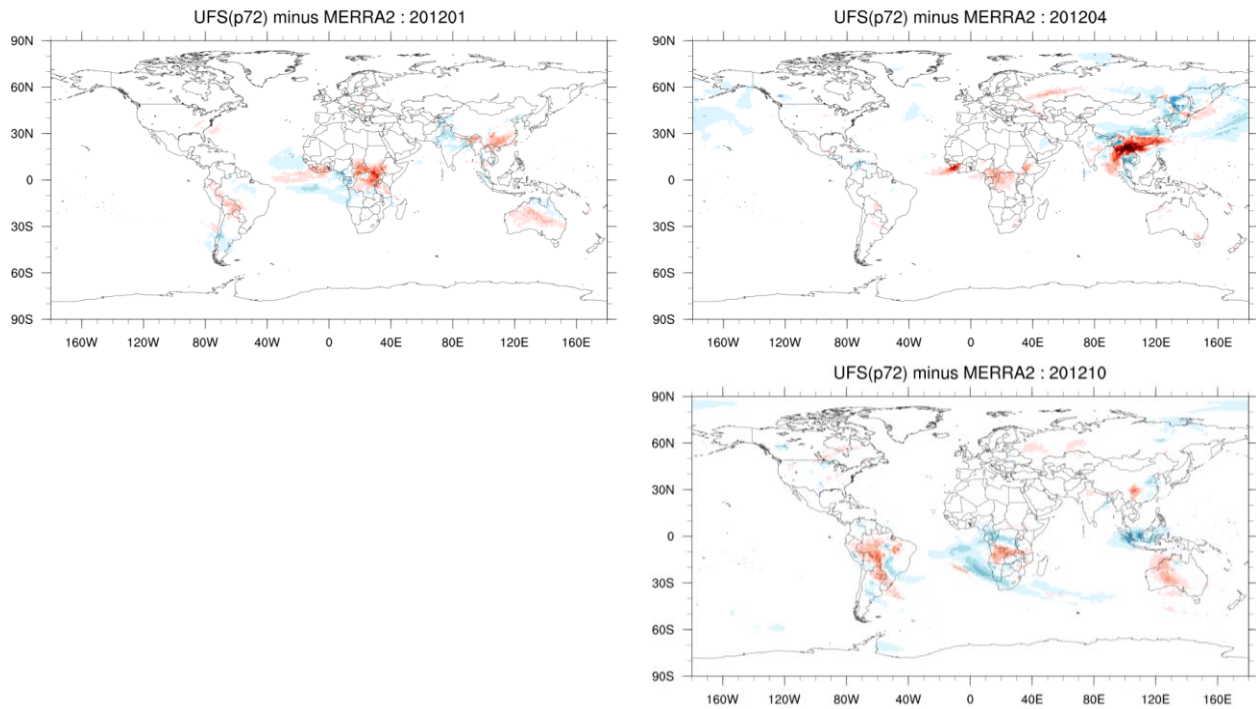 UFS(p72) minus MERRA2 : 201201
90N
60N
30N
0
30S
60S
90S
160W 120W 80W 40W 0 40E 80E 120E 160E
UFS(p72) minus MERRA2 : 201204
90N
60N
30N
0
30S
60S
90S
160W 120W 80W 40W 0 40E 80E 120E 160E
UFS(p72) minus MERRA2 : 201210
90N
60N
30N
0
30S
60S
90S
160W 120W 80W 40W 0 40E 80E 120E 160E